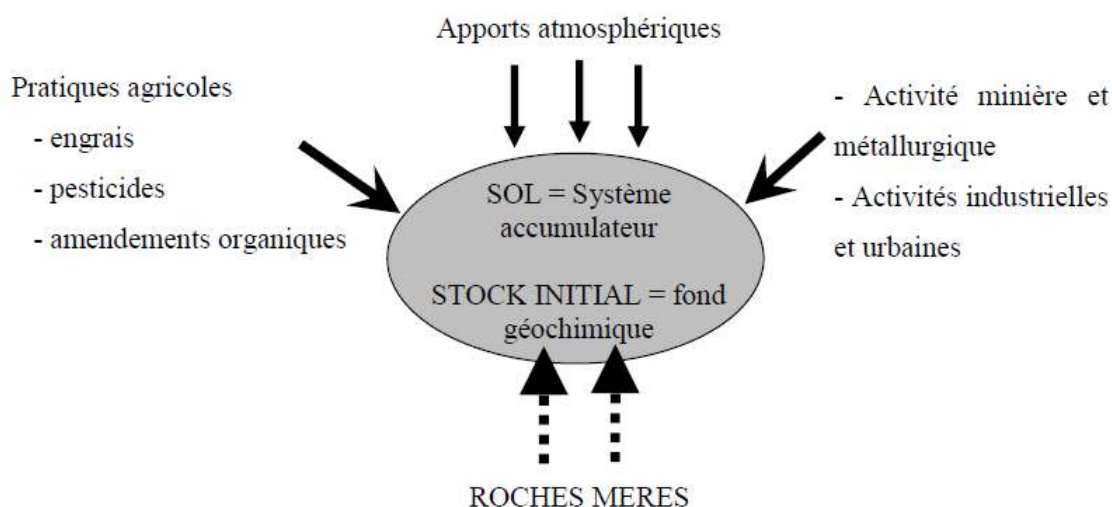 Apports atmosphériques
Pratiques agricoles
- engrais
- pesticides
- amendements organiques
- Activité minière et
métallurgique
- Activités industrielles
et urbaines
SOL = Système
accumulateur
STOCK INITIAL = fond
géochimique
ROCHES MERES